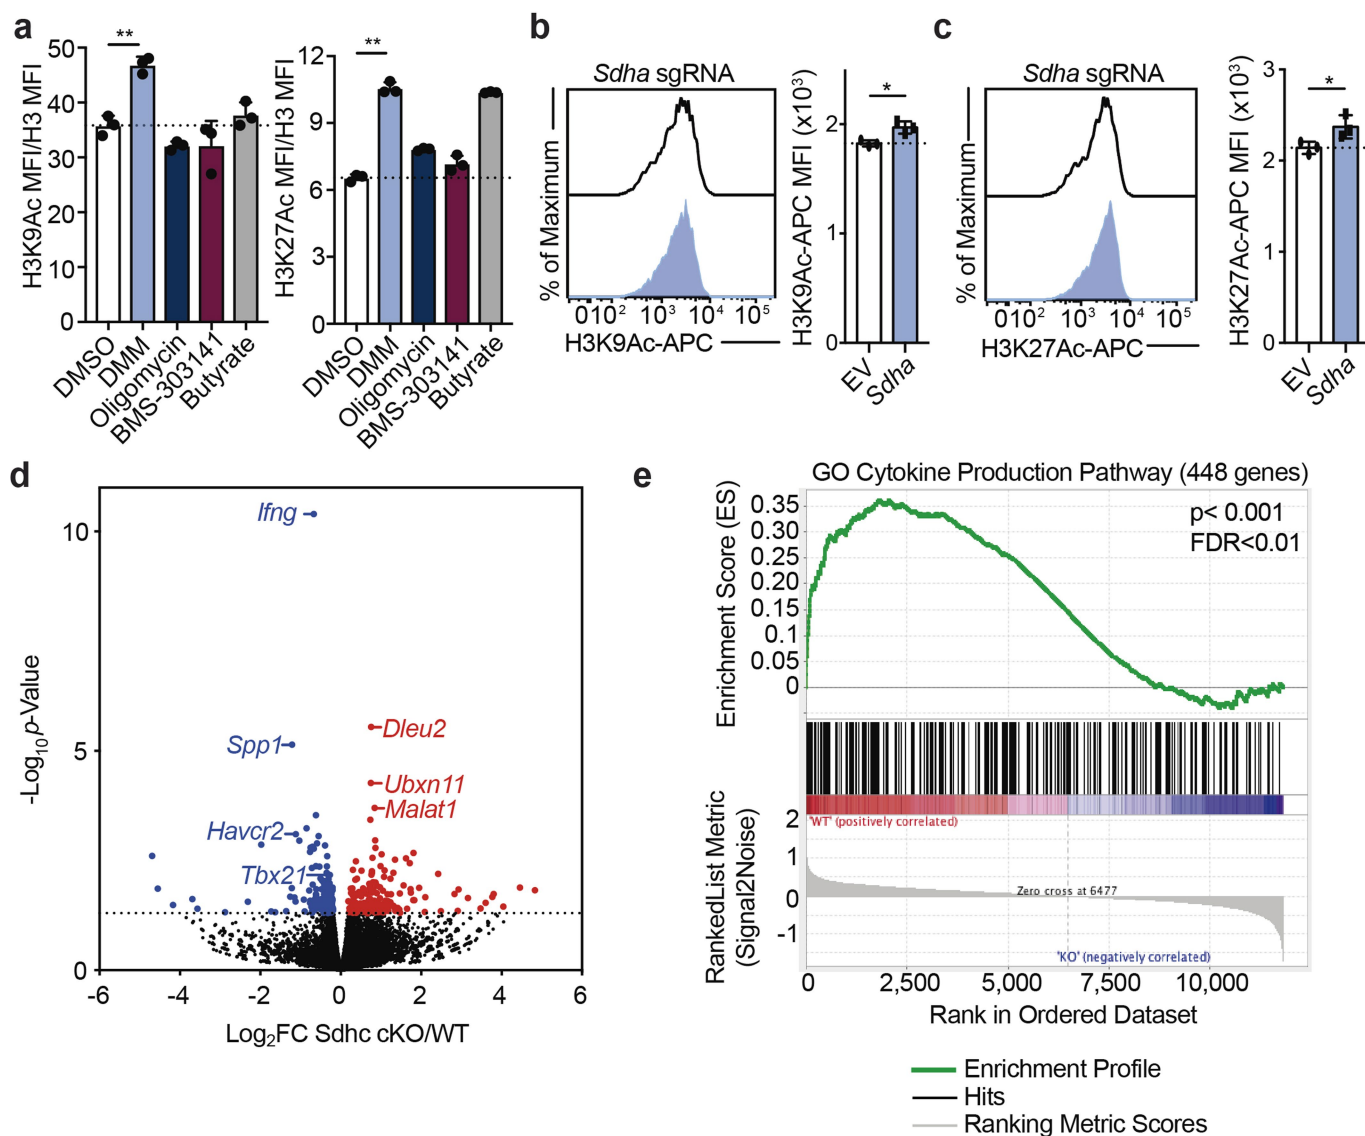 a
H3K9Ac MFI/H3 MFI
50
40
30
20
10
0
**
DMSO
DMM
Oligomycin
BMS-303141
Butyrate
H3K27Ac MFI/H3 MFI
12
9
6
3
0
**
DMSO
DMM
Oligomycin
BMS-303141
Butyrate
b
Sdha sgRNA
% of Maximum
0 10² 10³ 10⁴ 10⁵
H3K9Ac-APC
H3K9Ac-APC MFI (x10³)
2
1
0
*
EV
Sdha
c
Sdha sgRNA
% of Maximum
0 10² 10³ 10⁴ 10⁵
H3K27Ac-APC
H3K27Ac-APC MFI (x10³)
3
2
1
0
*
EV
Sdha
d
-Log₁₀p-Value
10
5
0
Ifng
Dleu2
Spp1
Ubxn11
Malat1
Havcr2
Tbx21
-6 -4 -2 0 2 4 6
Log₂FC Sdhc cKO/WT
e
GO Cytokine Production Pathway (448 genes)
Enrichment Score (ES)
0.35
0.30
0.25
0.20
0.15
0.1
0.05
0
p< 0.001
FDR<0.01
RankedList Metric
(Signal2Noise)
2
1
0
-1
'WT' (positively correlated)
Zero cross at 6477
'KO' (negatively correlated)
0 2,500 5,000 7,500 10,000
Rank in Ordered Dataset
Enrichment Profile
Hits
Ranking Metric Scores